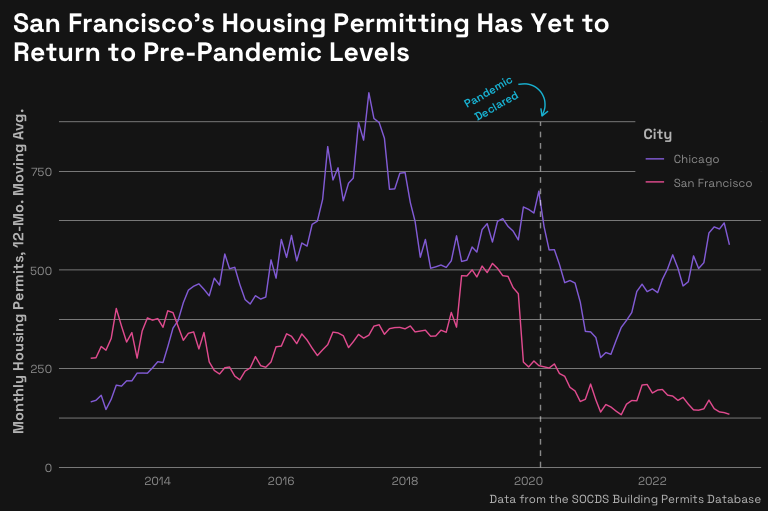 San Francisco's Housing Permitting Has Yet to
Return to Pre-Pandemic Levels
Pandemic
Declared
Monthly Housing Permits, 12-Mo. Moving Avg.
City
Chicago
San Francisco
750
500
250
0
2014
2016
2018
2020
2022
Data from the SOCDS Building Permits Database